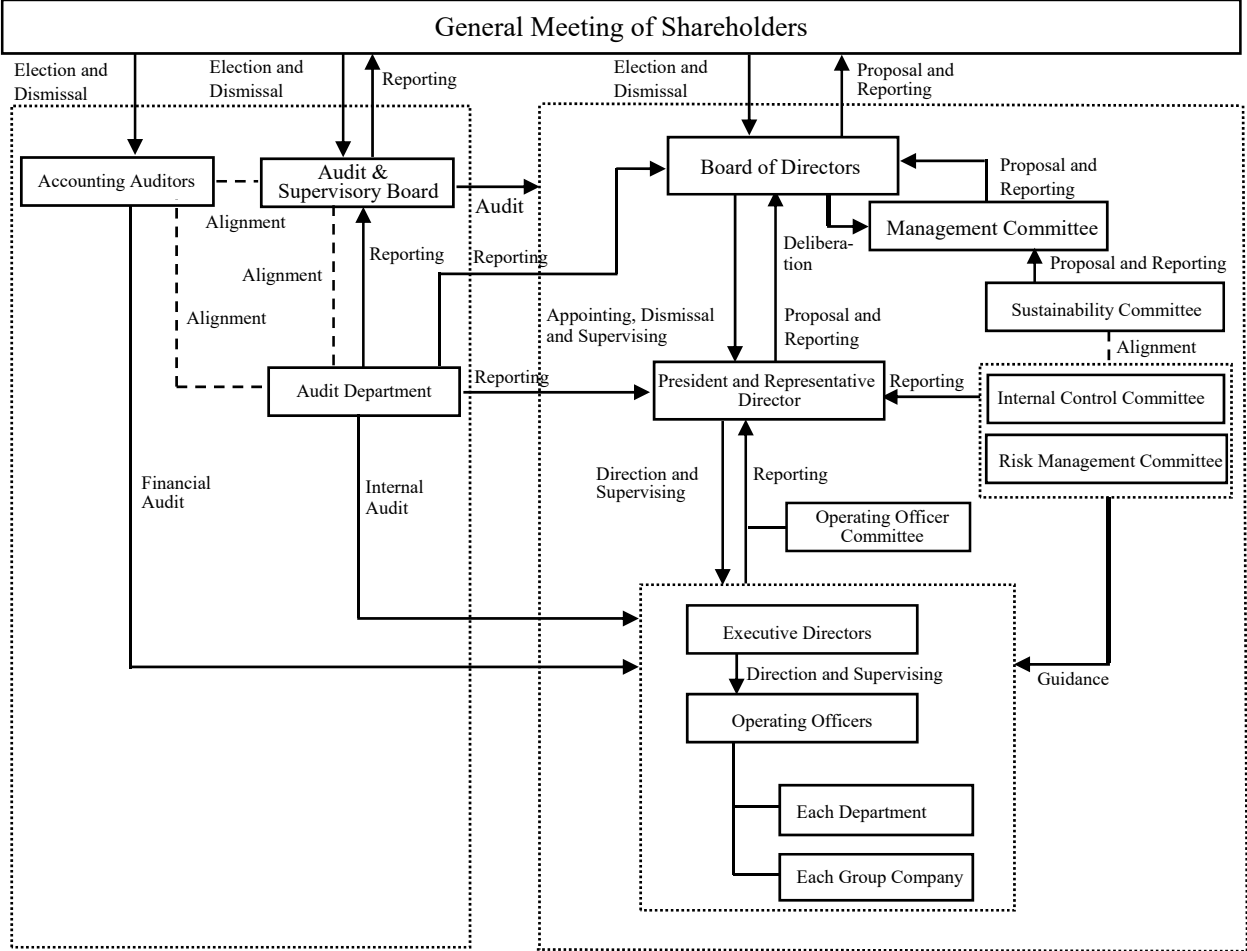 General Meeting of Shareholders
Election and
Dismissal
Election and
Dismissal
Reporting
Election and
Dismissal
Proposal and
Reporting
Accounting Auditors
Audit &
Supervisory Board
Audit
Board of Directors
Proposal and
Reporting
Management Committee
Alignment
Reporting
Reporting
Delibera-
tion
Alignment
Proposal and Reporting
Sustainability Committee
Alignment
Appointing, Dismissal
and Supervising
Proposal and
Reporting
Alignment
Audit Department
Reporting
President and Representative
Director
Reporting
Internal Control Committee
Risk Management Committee
Financial
Audit
Internal
Audit
Direction and
Supervising
Reporting
Operating Officer
Committee
Executive Directors
Direction and Supervising
Guidance
Operating Officers
Each Department
Each Group Company